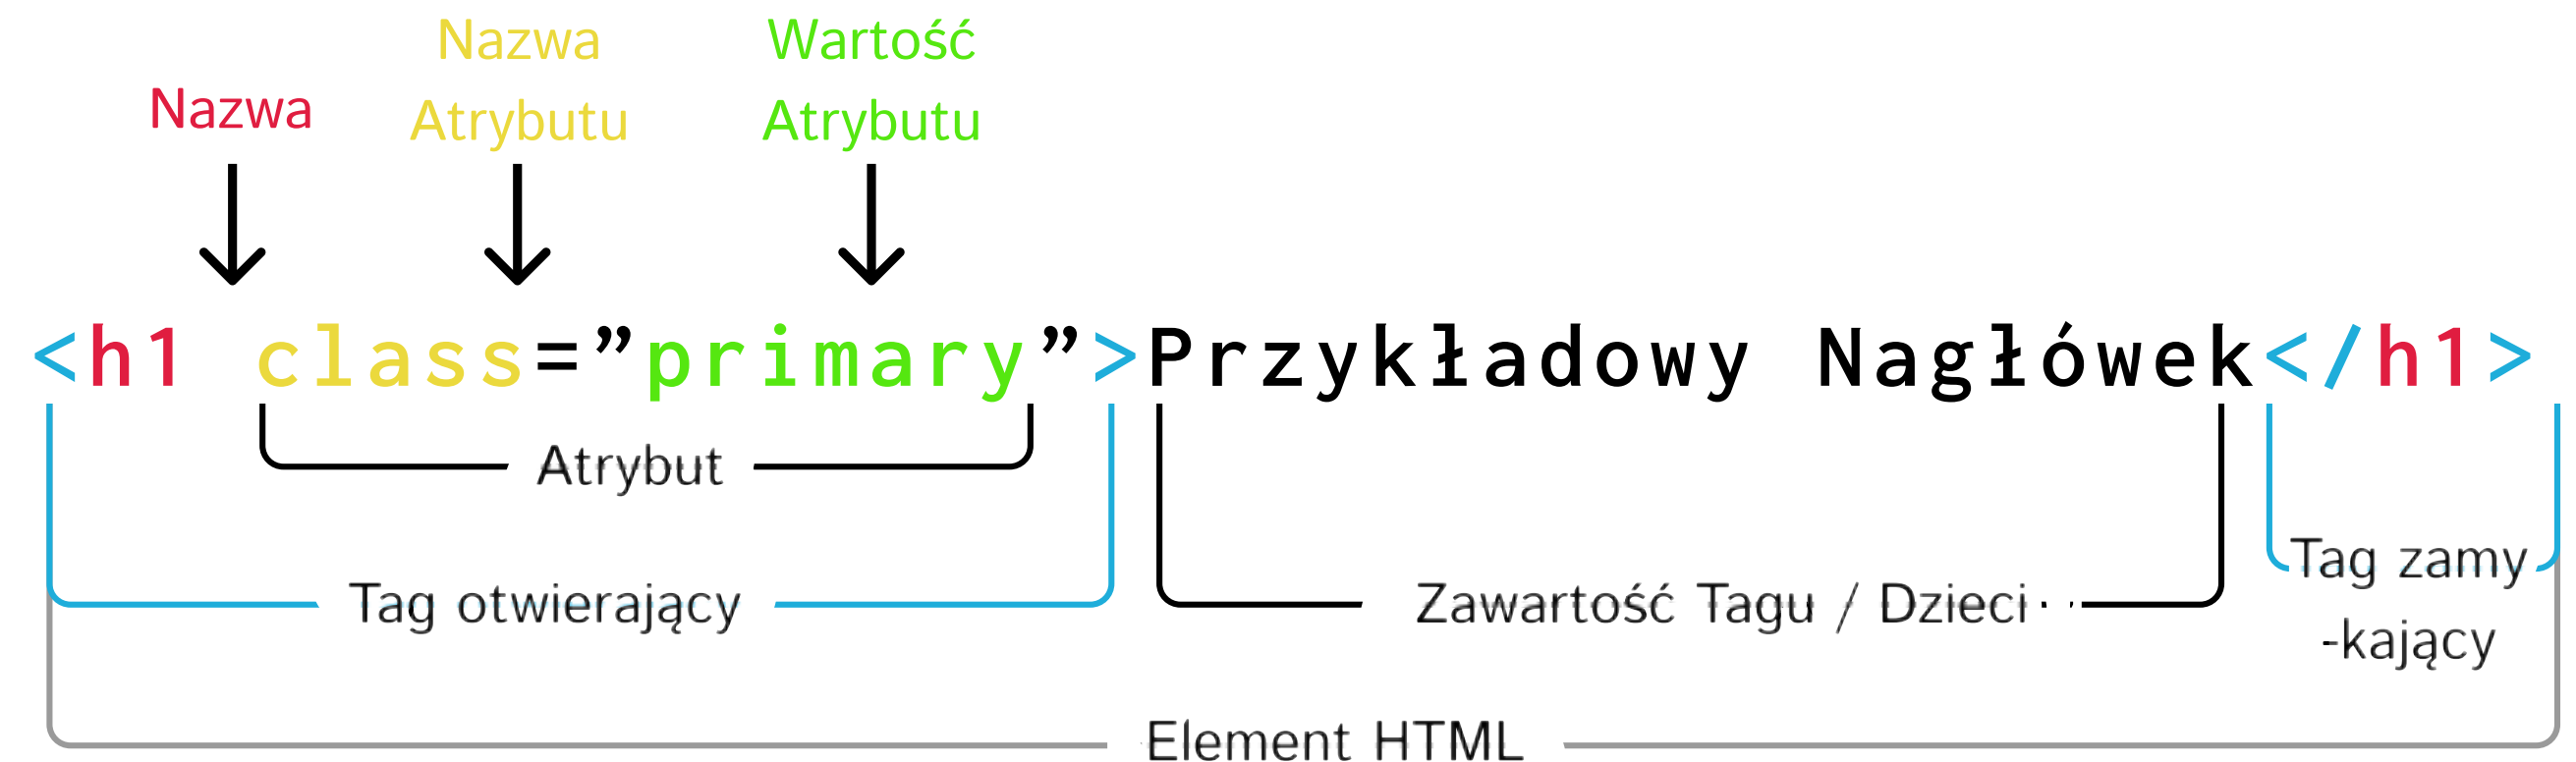 Nazwa
Nazwa
Atrybutu
Wartość
Atrybutu
<h1 class=”primary”>Przykładowy Nagłówek</h1>
Atrybut
Tag otwierający
Zawartość Tagu / Dzieci
Tag zamy
-kający
Element HTML